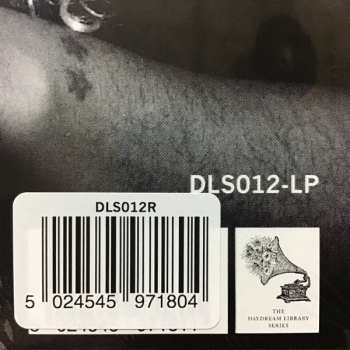 DLS012-LP
DLS012R
5 024545 971804
THE
DAYDREAM LIBRARY
SERIES